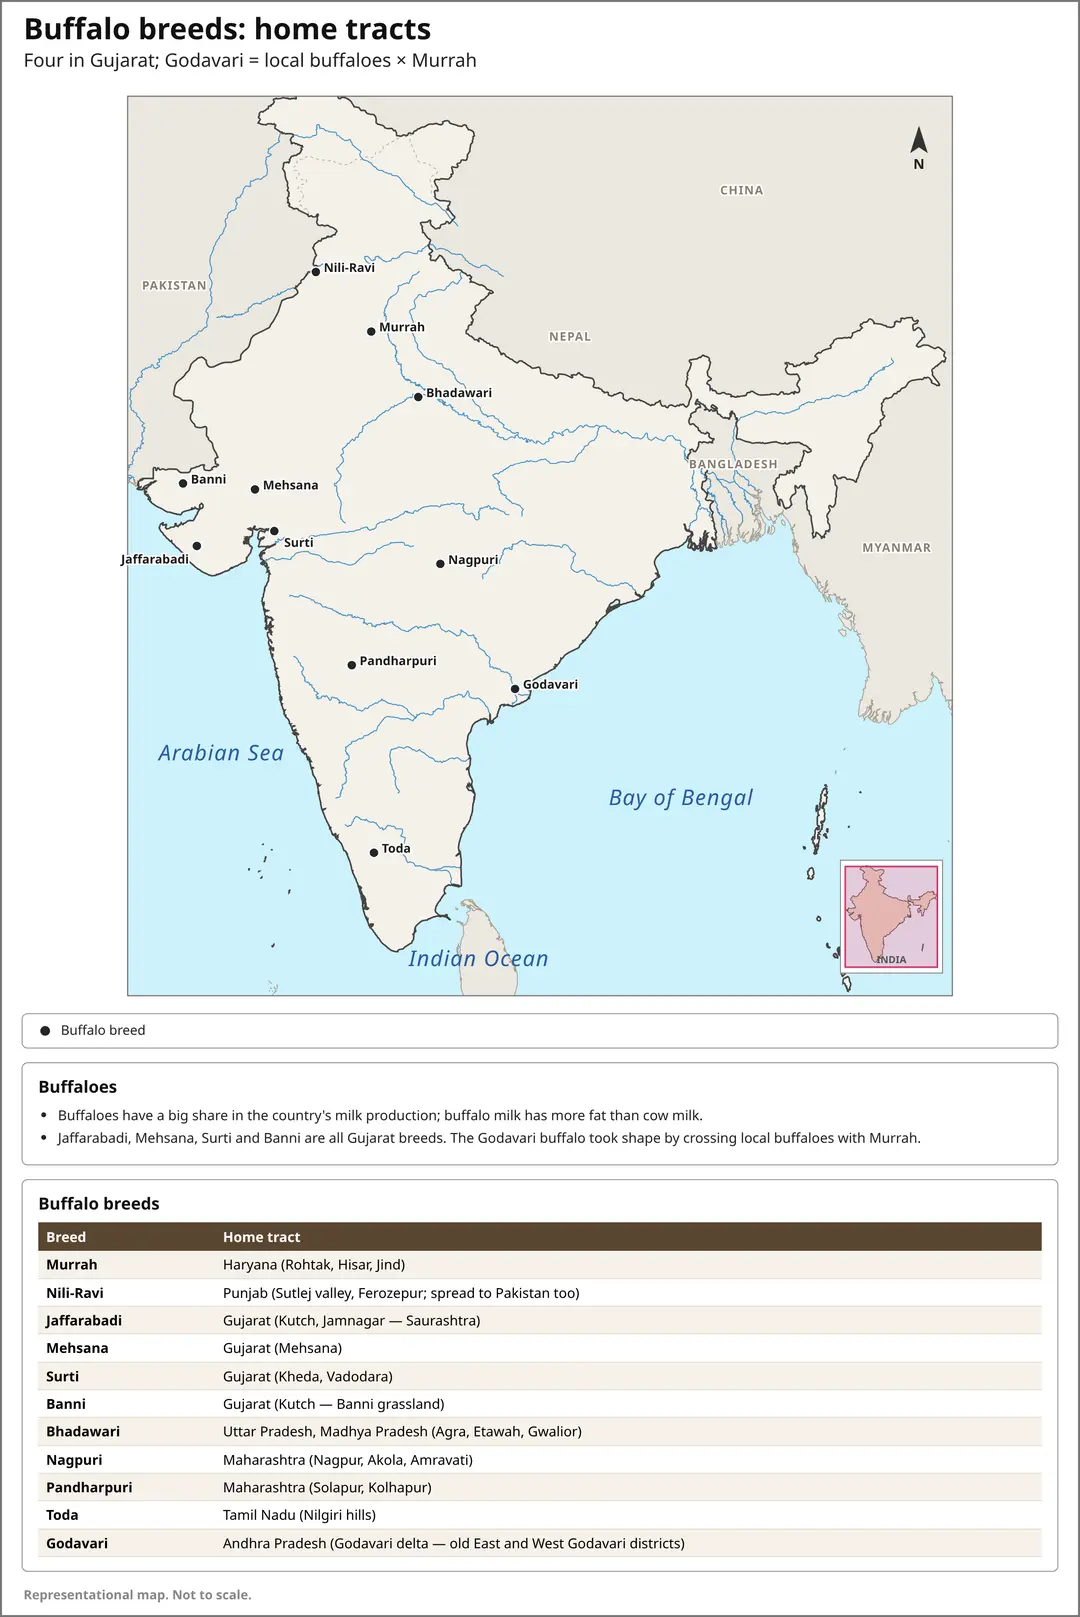 Buffalo breeds: home tracts
Four in Gujarat; Godavari = local buffaloes × Murrah
N
CHINA
PAKISTAN
Nili-Ravi
Murrah
NEPAL
Bhadawari
BANGLADESH
Banni
Mehsana
Surti
Jaffarabadi
Nagpuri
MYANMAR
Pandharpuri
Godavari
Arabian Sea
Bay of Bengal
Toda
Indian Ocean
INDIA
Buffalo breed
Buffaloes
• Buffaloes have a big share in the country's milk production; buffalo milk has more fat than cow milk.
• Jaffarabadi, Mehsana, Surti and Banni are all Gujarat breeds. The Godavari buffalo took shape by crossing local buffaloes with Murrah.
Buffalo breeds
Breed Home tract
Murrah Haryana (Rohtak, Hisar, Jind)
Nili-Ravi Punjab (Sutlej valley, Ferozepur; spread to Pakistan too)
Jaffarabadi Gujarat (Kutch, Jamnagar — Saurashtra)
Mehsana Gujarat (Mehsana)
Surti Gujarat (Kheda, Vadodara)
Banni Gujarat (Kutch — Banni grassland)
Bhadawari Uttar Pradesh, Madhya Pradesh (Agra, Etawah, Gwalior)
Nagpuri Maharashtra (Nagpur, Akola, Amravati)
Pandharpuri Maharashtra (Solapur, Kolhapur)
Toda Tamil Nadu (Nilgiri hills)
Godavari Andhra Pradesh (Godavari delta — old East and West Godavari districts)
Representational map. Not to scale.